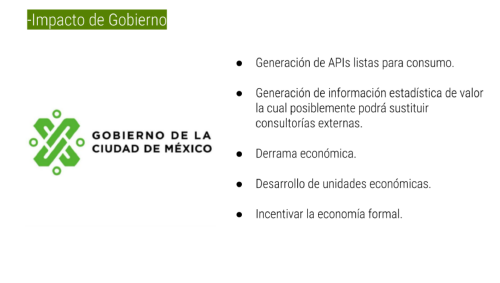 -Impacto de Gobierno
● Generación de APIs listas para consumo.
● Generación de información estadística de valor
la cual posiblemente podrá sustituir
consultorías externas.
GOBIERNO DE LA
CIUDAD DE MÉXICO
● Derrama económica.
● Desarrollo de unidades económicas.
● Incentivar la economía formal.